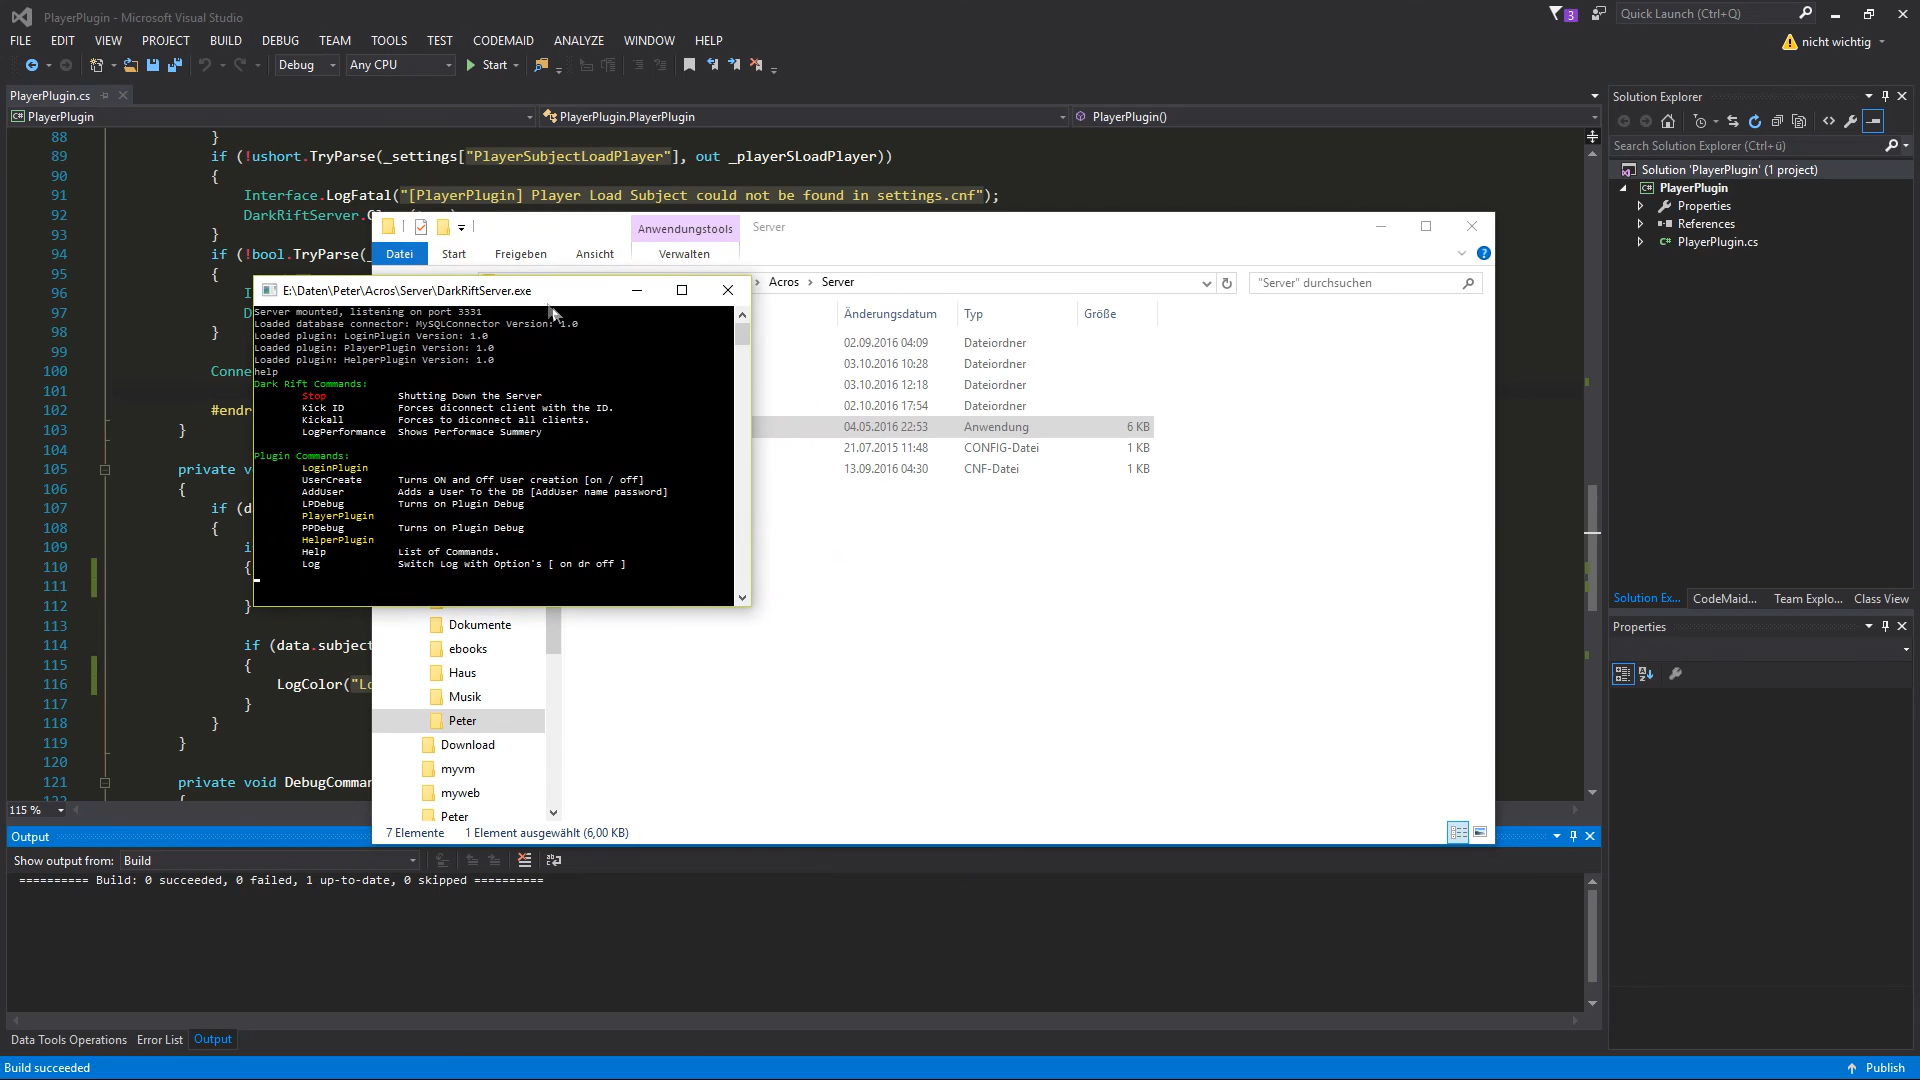 PlayerPlugin - Microsoft Visual Studio
3
Quick Launch (Ctrl+Q)
FILE EDIT VIEW PROJECT BUILD DEBUG TEAM TOOLS TEST CODEMAID ANALYZE WINDOW HELP
nicht wichtig
Debug Any CPU Start
PlayerPlugin.cs
PlayerPlugin PlayerPlugin.PlayerPlugin PlayerPlugin()
88 }
89 if (!ushort.TryParse(_settings["PlayerSubjectLoadPlayer"], out _playerSLoadPlayer))
90 {
91 Interface.LogFatal("[PlayerPlugin] Player Load Subject could not be found in settings.cnf");
92 DarkRiftServer.
93 }
94 if (!bool.TryParse(
95 {
96
97
98 }
99
100 Conne
101
102 #endr
103 }
104
105 private v
106 {
107 if (d
108 {
109
110 {
111
112 }
113
114 if (data.subject
115 {
116 LogColor("L
117 }
118 }
119 }
120
121 private void DebugComman
115 %
Anwendungstools Server
Datei Start Freigeben Ansicht Verwalten
Acros Server "Server" durchsuchen
Änderungsdatum Typ Größe
02.09.2016 04:09 Dateiordner
03.10.2016 10:28 Dateiordner
03.10.2016 12:18 Dateiordner
02.10.2016 17:54 Dateiordner
04.05.2016 22:53 Anwendung 6 KB
21.07.2015 11:48 CONFIG-Datei 1 KB
13.09.2016 04:30 CNF-Datei 1 KB
Dokumente
ebooks
Haus
Musik
Peter
Download
myvm
myweb
Peter
7 Elemente 1 Element ausgewählt (6,00 KB)
E:\Daten\Peter\Acros\Server\DarkRiftServer.exe
Server mounted, listening on port 3331
Loaded database connector: MySQLConnector Version: 1.0
Loaded plugin: LoginPlugin Version: 1.0
Loaded plugin: PlayerPlugin Version: 1.0
Loaded plugin: HelperPlugin Version: 1.0
help
Dark Rift Commands:
Stop Shutting Down the Server
Kick ID Forces diconnect client with the ID.
Kickall Forces to diconnect all clients.
LogPerformance Shows Performace Summery
Plugin Commands:
LoginPlugin
UserCreate Turns ON and Off User creation [on / off]
AddUser Adds a User To the DB [AddUser name password]
LPDebug Turns on Plugin Debug
PlayerPlugin
PPDebug Turns on Plugin Debug
HelperPlugin
Help List of Commands.
Log Switch Log with Option's [ on dr off ]
Solution Explorer
Search Solution Explorer (Ctrl+ü)
Solution 'PlayerPlugin' (1 project)
PlayerPlugin
Properties
References
PlayerPlugin.cs
Solution Ex... CodeMaid... Team Explo... Class View
Properties
Output
Show output from: Build
========== Build: 0 succeeded, 0 failed, 1 up-to-date, 0 skipped ==========
Data Tools Operations Error List Output
Build succeeded
Publish